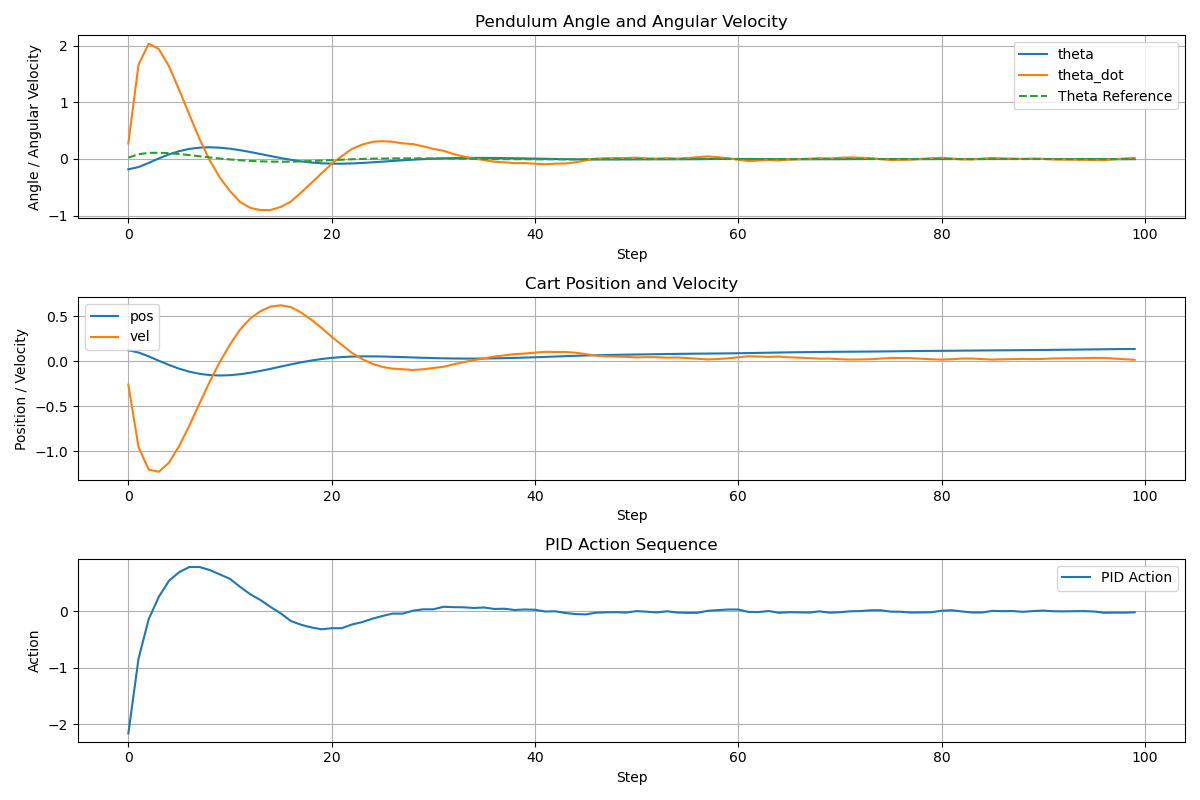 Pendulum Angle and Angular Velocity
Angle / Angular Velocity
2
1
0
−1
theta
theta_dot
Theta Reference
0 20 40 60 80 100
Step
Cart Position and Velocity
Position / Velocity
0.5
0.0
−0.5
−1.0
pos
vel
0 20 40 60 80 100
Step
PID Action Sequence
Action
0
−1
−2
PID Action
0 20 40 60 80 100
Step